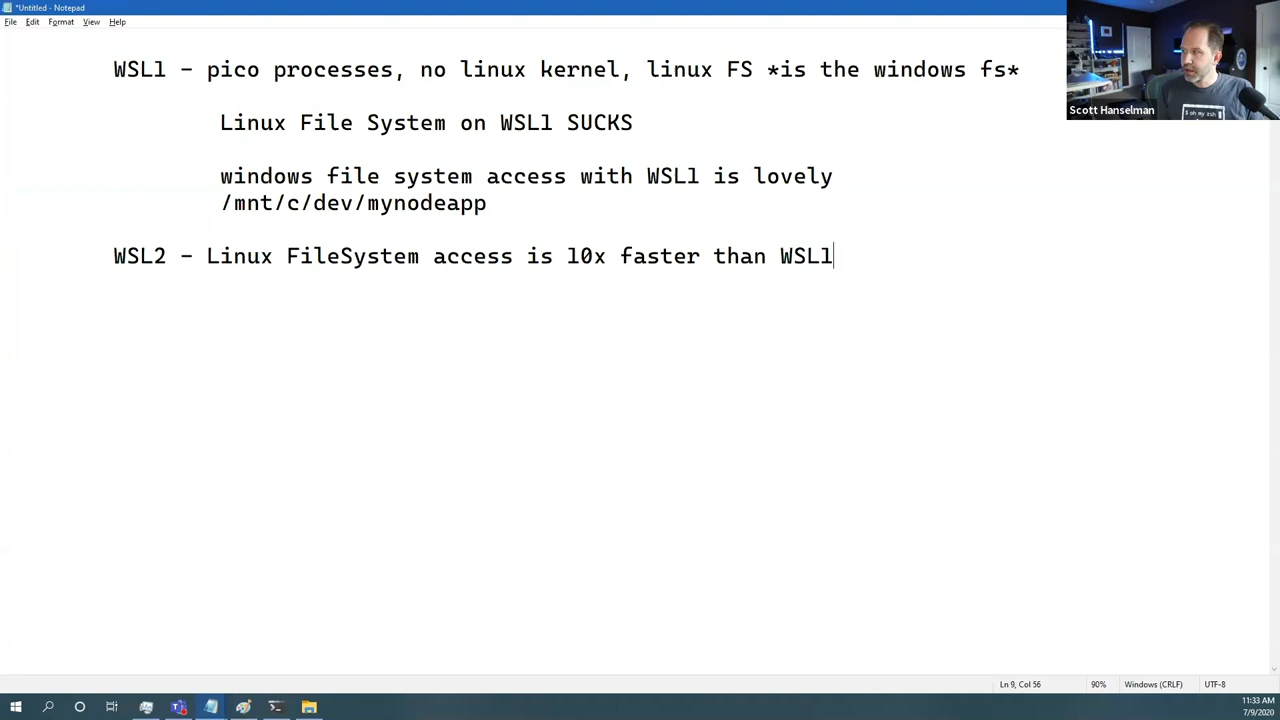 *Untitled - Notepad
File Edit Format View Help
WSL1 - pico processes, no linux kernel, linux FS *is the windows fs*
Linux File System on WSL1 SUCKS
windows file system access with WSL1 is lovely
/mnt/c/dev/mynodeapp
WSL2 - Linux FileSystem access is 10x faster than WSL1
$ oh my zsh
Scott Hanselman
Ln 9, Col 56 90% Windows (CRLF) UTF-8
11:33 AM
7/9/2020